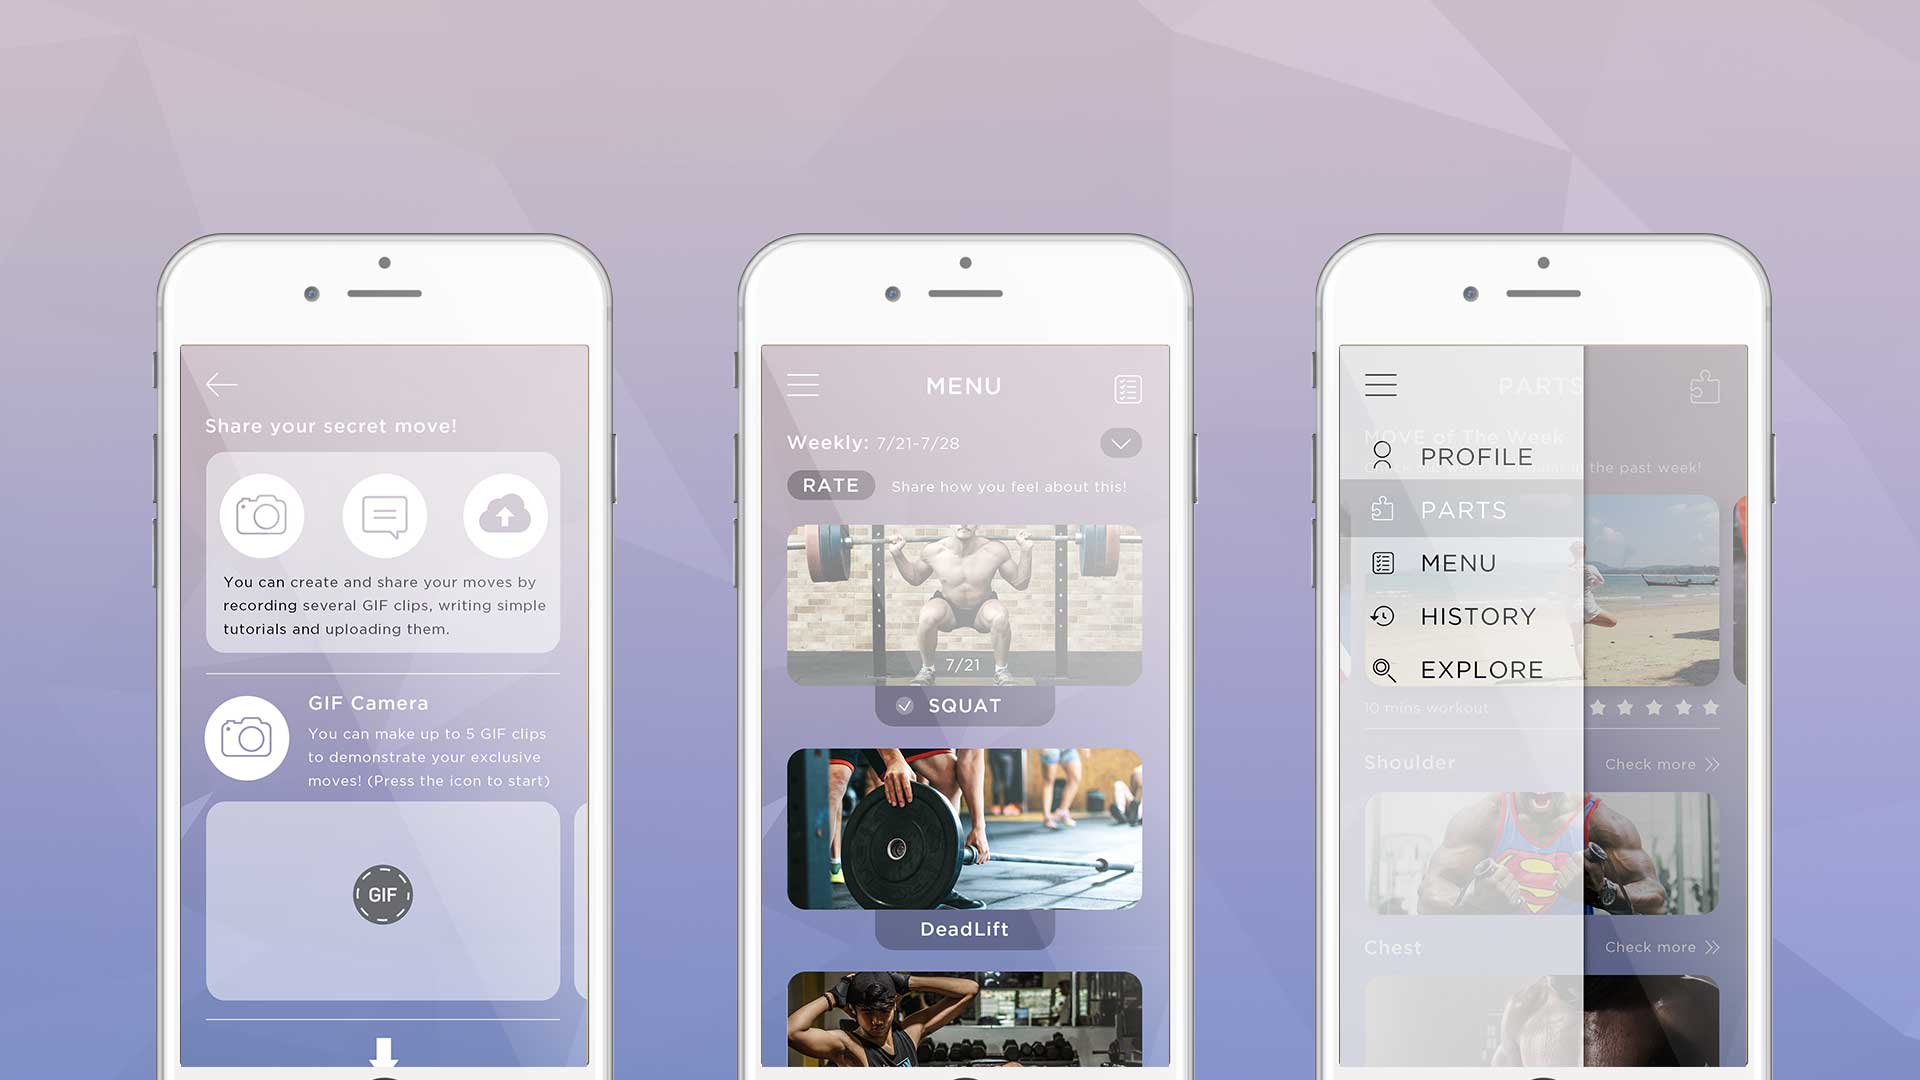 Share your secret move!
You can create and share your moves by
recording several GIF clips, writing simple
tutorials and uploading them.
GIF Camera
You can make up to 5 GIF clips
to demonstrate your exclusive
moves! (Press the icon to start)
GIF
MENU
Weekly: 7/21-7/28
RATE Share how you feel about this!
7/21
SQUAT
DeadLift
PARTS
MOVE of The Week
the past week!
PROFILE
PARTS
MENU
HISTORY
EXPLORE
10 mins workout
Shoulder Check more
Chest Check more